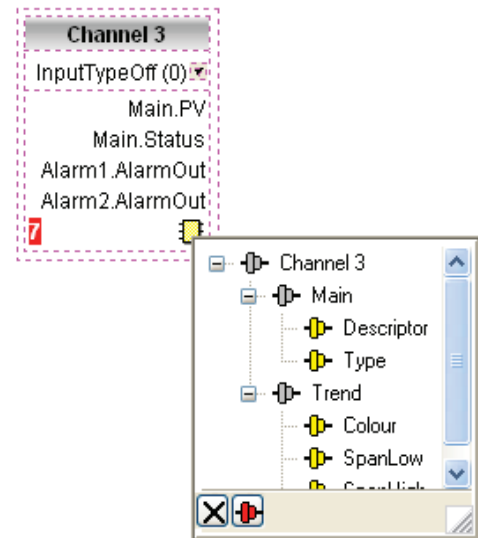 Channel 3
InputTypeOff (0)
Main.PV
Main.Status
Alarm1.AlarmOut
Alarm2.AlarmOut
7
Channel 3
Main
Descriptor
Type
Trend
Colour
SpanLow
SpanHigh